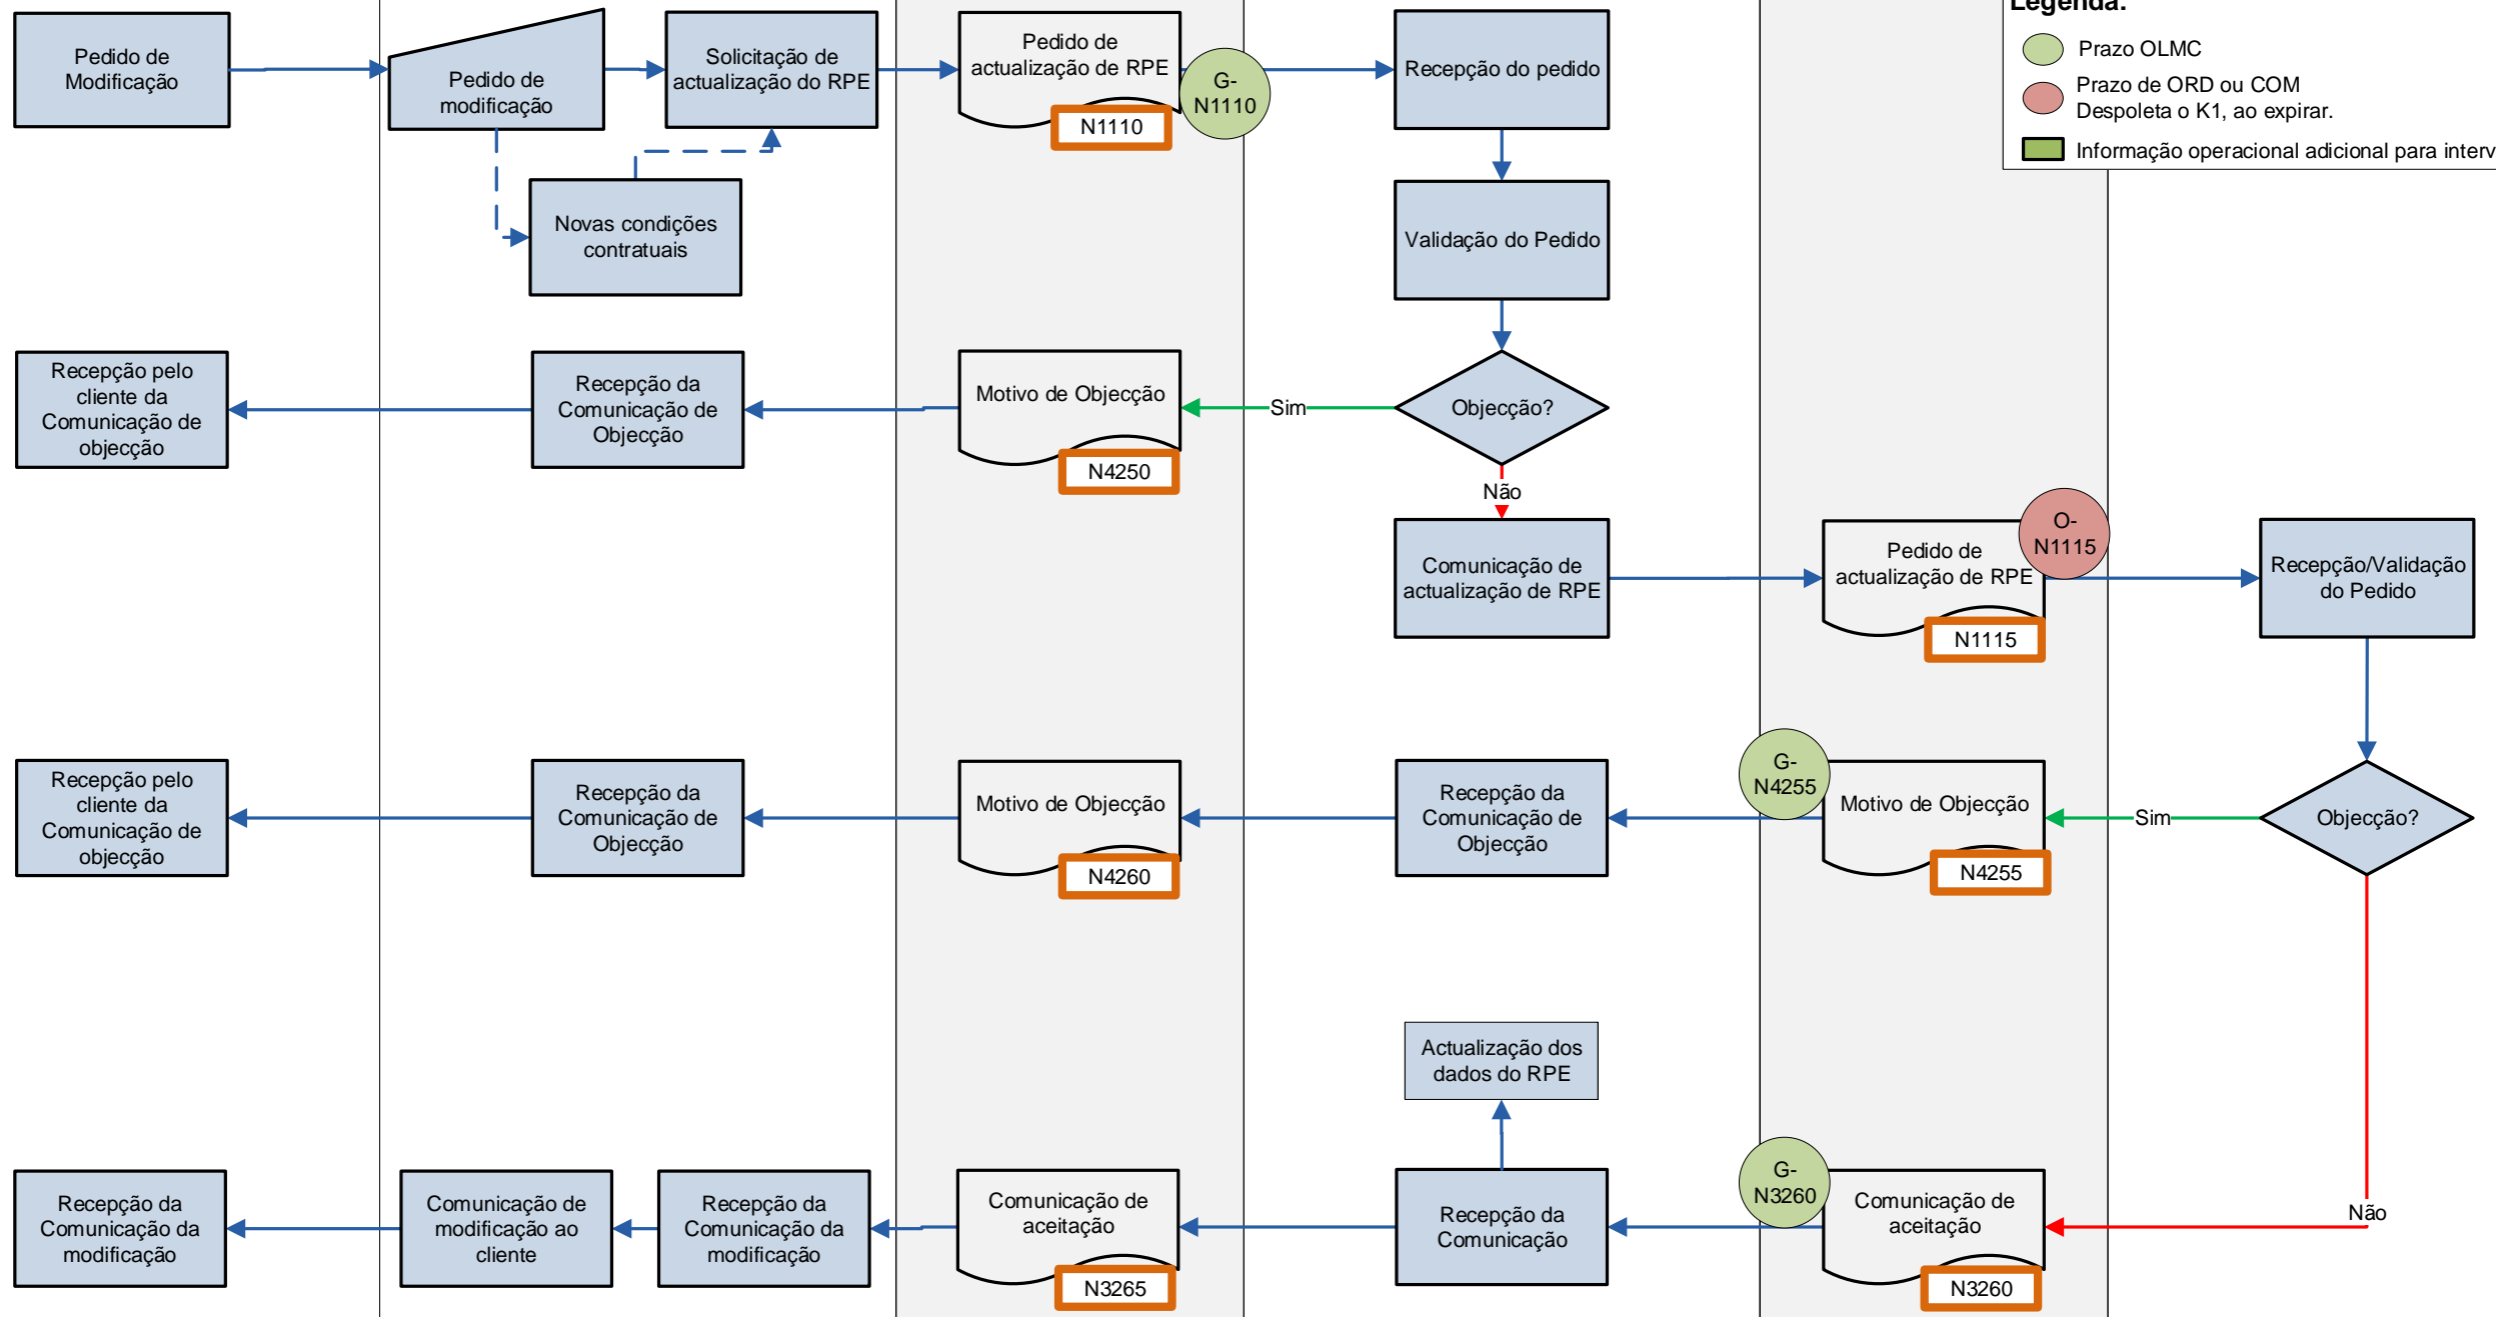 Legenda:
Prazo OLMC
Prazo de ORD ou COM
Despoleta o K1, ao expirar.
Informação operacional adicional para interv
Pedido de
Modificação
Pedido de
modificação
Solicitação de
actualização do RPE
Pedido de
actualização de RPE
N1110
G-
N1110
Recepção do pedido
Novas condições
contratuais
Validação do Pedido
Recepção pelo
cliente da
Comunicação de
objecção
Recepção da
Comunicação de
Objecção
Motivo de Objecção
N4250
Sim
Objecção?
Não
Comunicação de
actualização de RPE
Pedido de
actualização de RPE
N1115
O-
N1115
Recepção/Validação
do Pedido
Recepção pelo
cliente da
Comunicação de
objecção
Recepção da
Comunicação de
Objecção
Motivo de Objecção
N4260
Recepção da
Comunicação de
Objecção
G-
N4255
Motivo de Objecção
N4255
Sim
Objecção?
Não
Actualização dos
dados do RPE
Recepção da
Comunicação da
modificação
Comunicação de
modificação ao
cliente
Recepção da
Comunicação da
modificação
Comunicação de
aceitação
N3265
Recepção da
Comunicação
G-
N3260
Comunicação de
aceitação
N3260